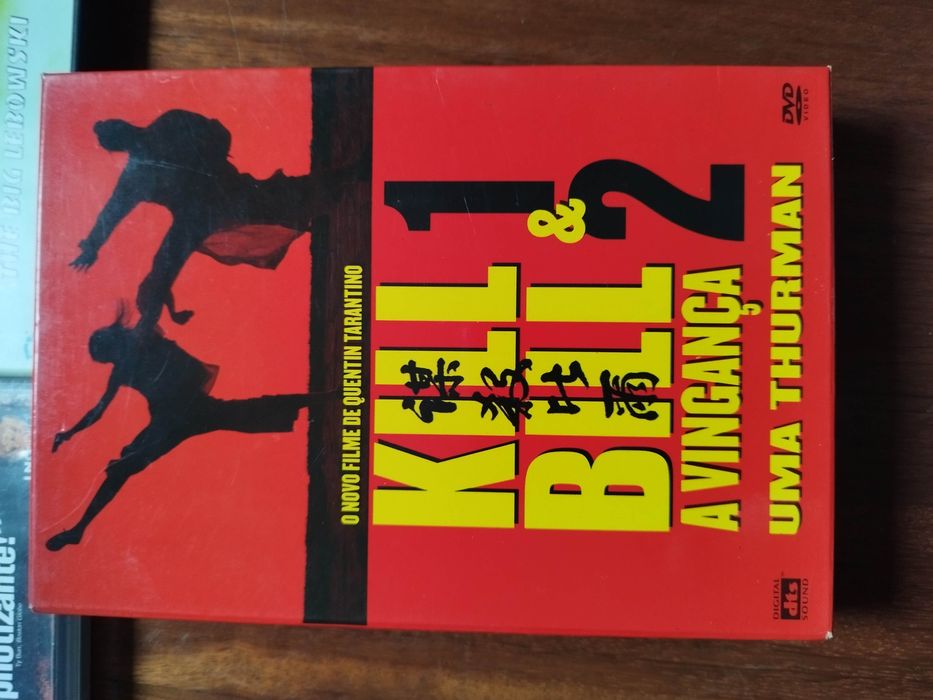 THE BIG LEBOWSKI
O NOVO FILME DE QUENTIN TARANTINO
KILL 1
&
BILL 2
謀殺比爾
A VINGANÇA
UMA THURMAN
DIGITAL
dts
SOUND
DVD
VIDEO